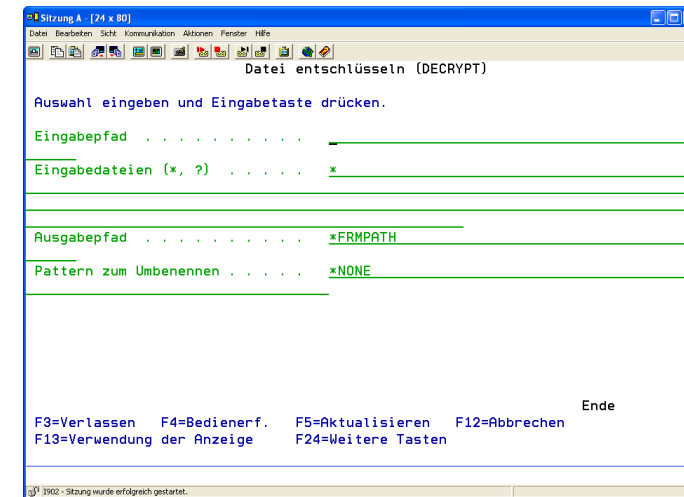 Sitzung A - [24 x 80]
Datei Bearbeiten Sicht Kommunikation Aktionen Fenster Hilfe
Datei entschlüsseln (DECRYPT)
Auswahl eingeben und Eingabetaste drücken.
Eingabepfad . . . . . . . . . .
Eingabedateien (*, ?) . . . . . *
Ausgabepfad . . . . . . . . . . *FRMPATH
Pattern zum Umbenennen . . . . . *NONE
Ende
F3=Verlassen F4=Bedienerf. F5=Aktualisieren F12=Abbrechen
F13=Verwendung der Anzeige F24=Weitere Tasten
I902 - Sitzung wurde erfolgreich gestartet.